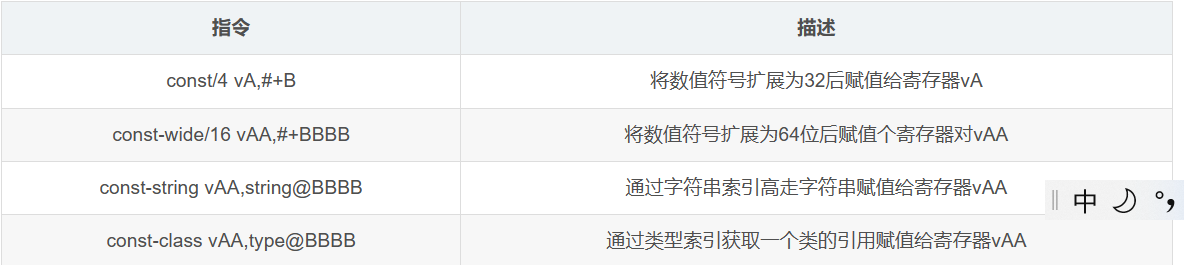 指令 描述
const/4 vA,#+B 将数值符号扩展为32后赋值给寄存器vA
const-wide/16 vAA,#+BBBB 将数值符号扩展为64位后赋值个寄存器对vAA
const-string vAA,string@BBBB 通过字符串索引高走字符串赋值给寄存器vAA
中
const-class vAA,type@BBBB 通过类型索引获取一个类的引用赋值给寄存器vAA